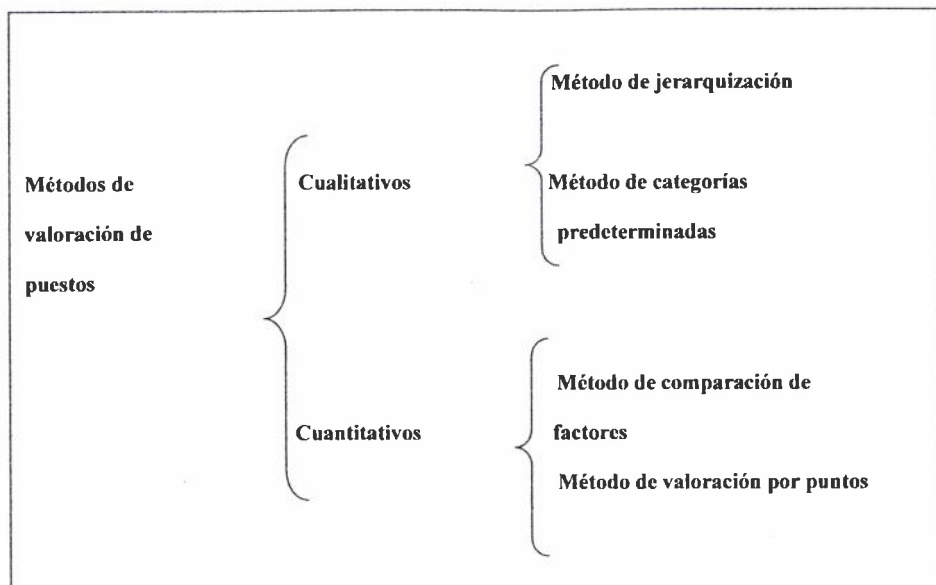 Métodos de
valoración de
puestos
Cualitativos
Método de jerarquización
Método de categorías
predeterminadas
Cuantitativos
Método de comparación de
factores
Método de valoración por puntos